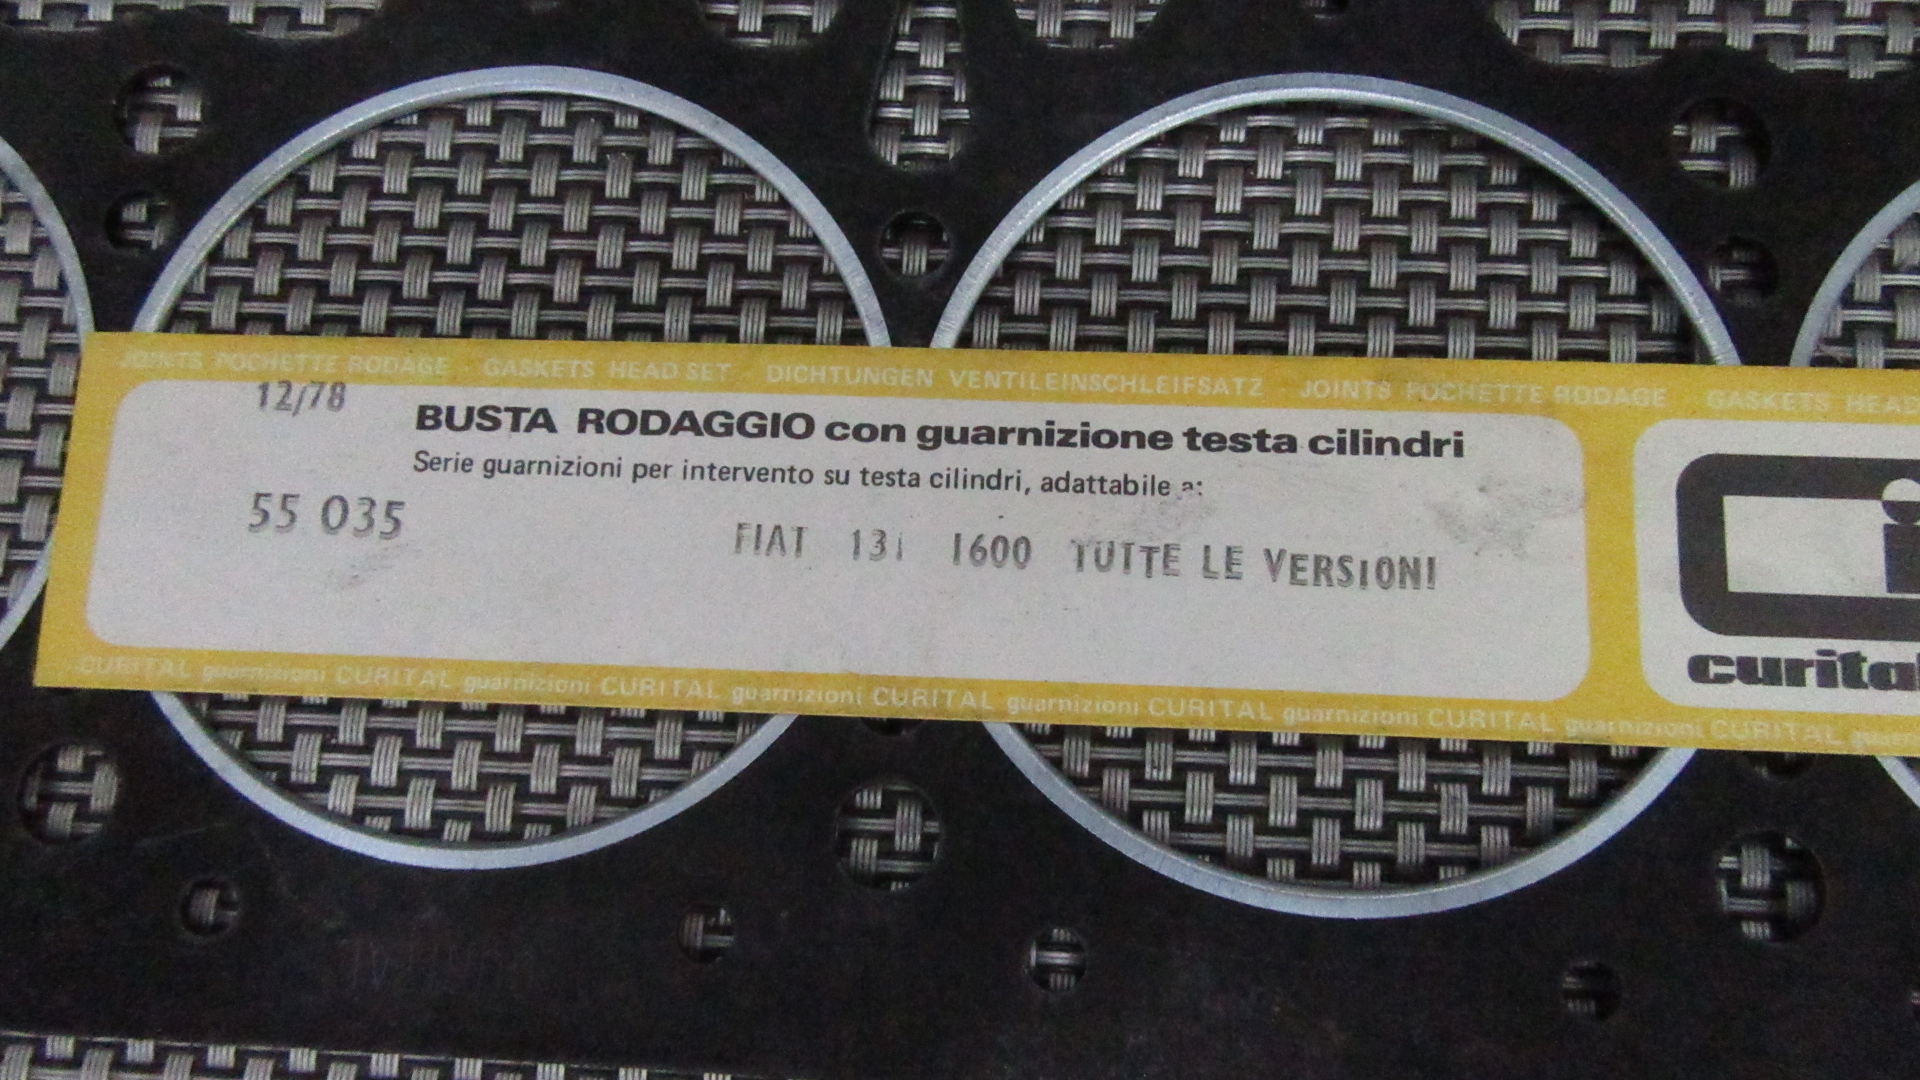 JOINTS POCHETTE RODAGE - GASKETS HEAD SET - DICHTUNGEN VENTILEINSCHLEIFSATZ - JOINTS POCHETTE RODAGE - GASKETS HEAD
12/78
BUSTA RODAGGIO con guarnizione testa cilindri
Serie guarnizioni per intervento su testa cilindri, adattabile a:
55 035
FIAT 131 1600 TUTTE LE VERSIONI
Ci
curital
CURITAL guarnizioni CURITAL guarnizioni CURITAL guarnizioni CURITAL guarnizioni CURITAL guarnizioni CURITAL guarnizioni CURITAL